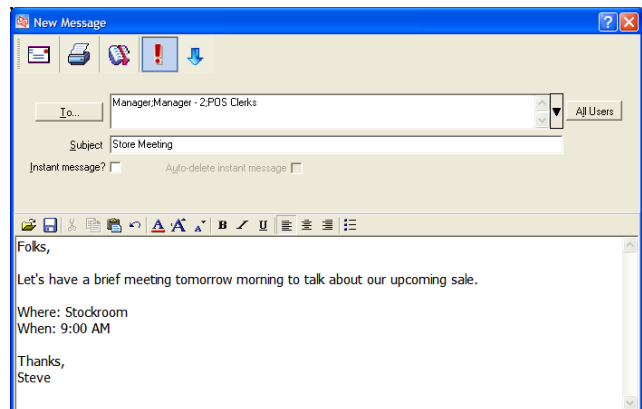 New Message
To...
Manager;Manager - 2;POS Clerks
All Users
Subject
Store Meeting
Instant message?
Auto-delete instant message
A A A B I U
Folks,
Let's have a brief meeting tomorrow morning to talk about our upcoming sale.
Where: Stockroom
When: 9:00 AM
Thanks,
Steve